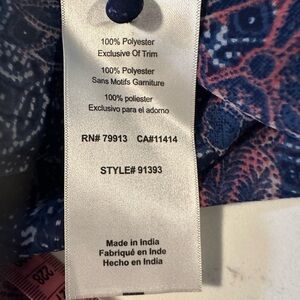 100% Polyester
Exclusive Of Trim
100% Polyester
Sans Motifs Garniture
100% poliester
Exclusivo para el adorno
RN# 79913 CA#11414
STYLE# 91393
Made in India
Fabriqué en Inde
Hecho en India